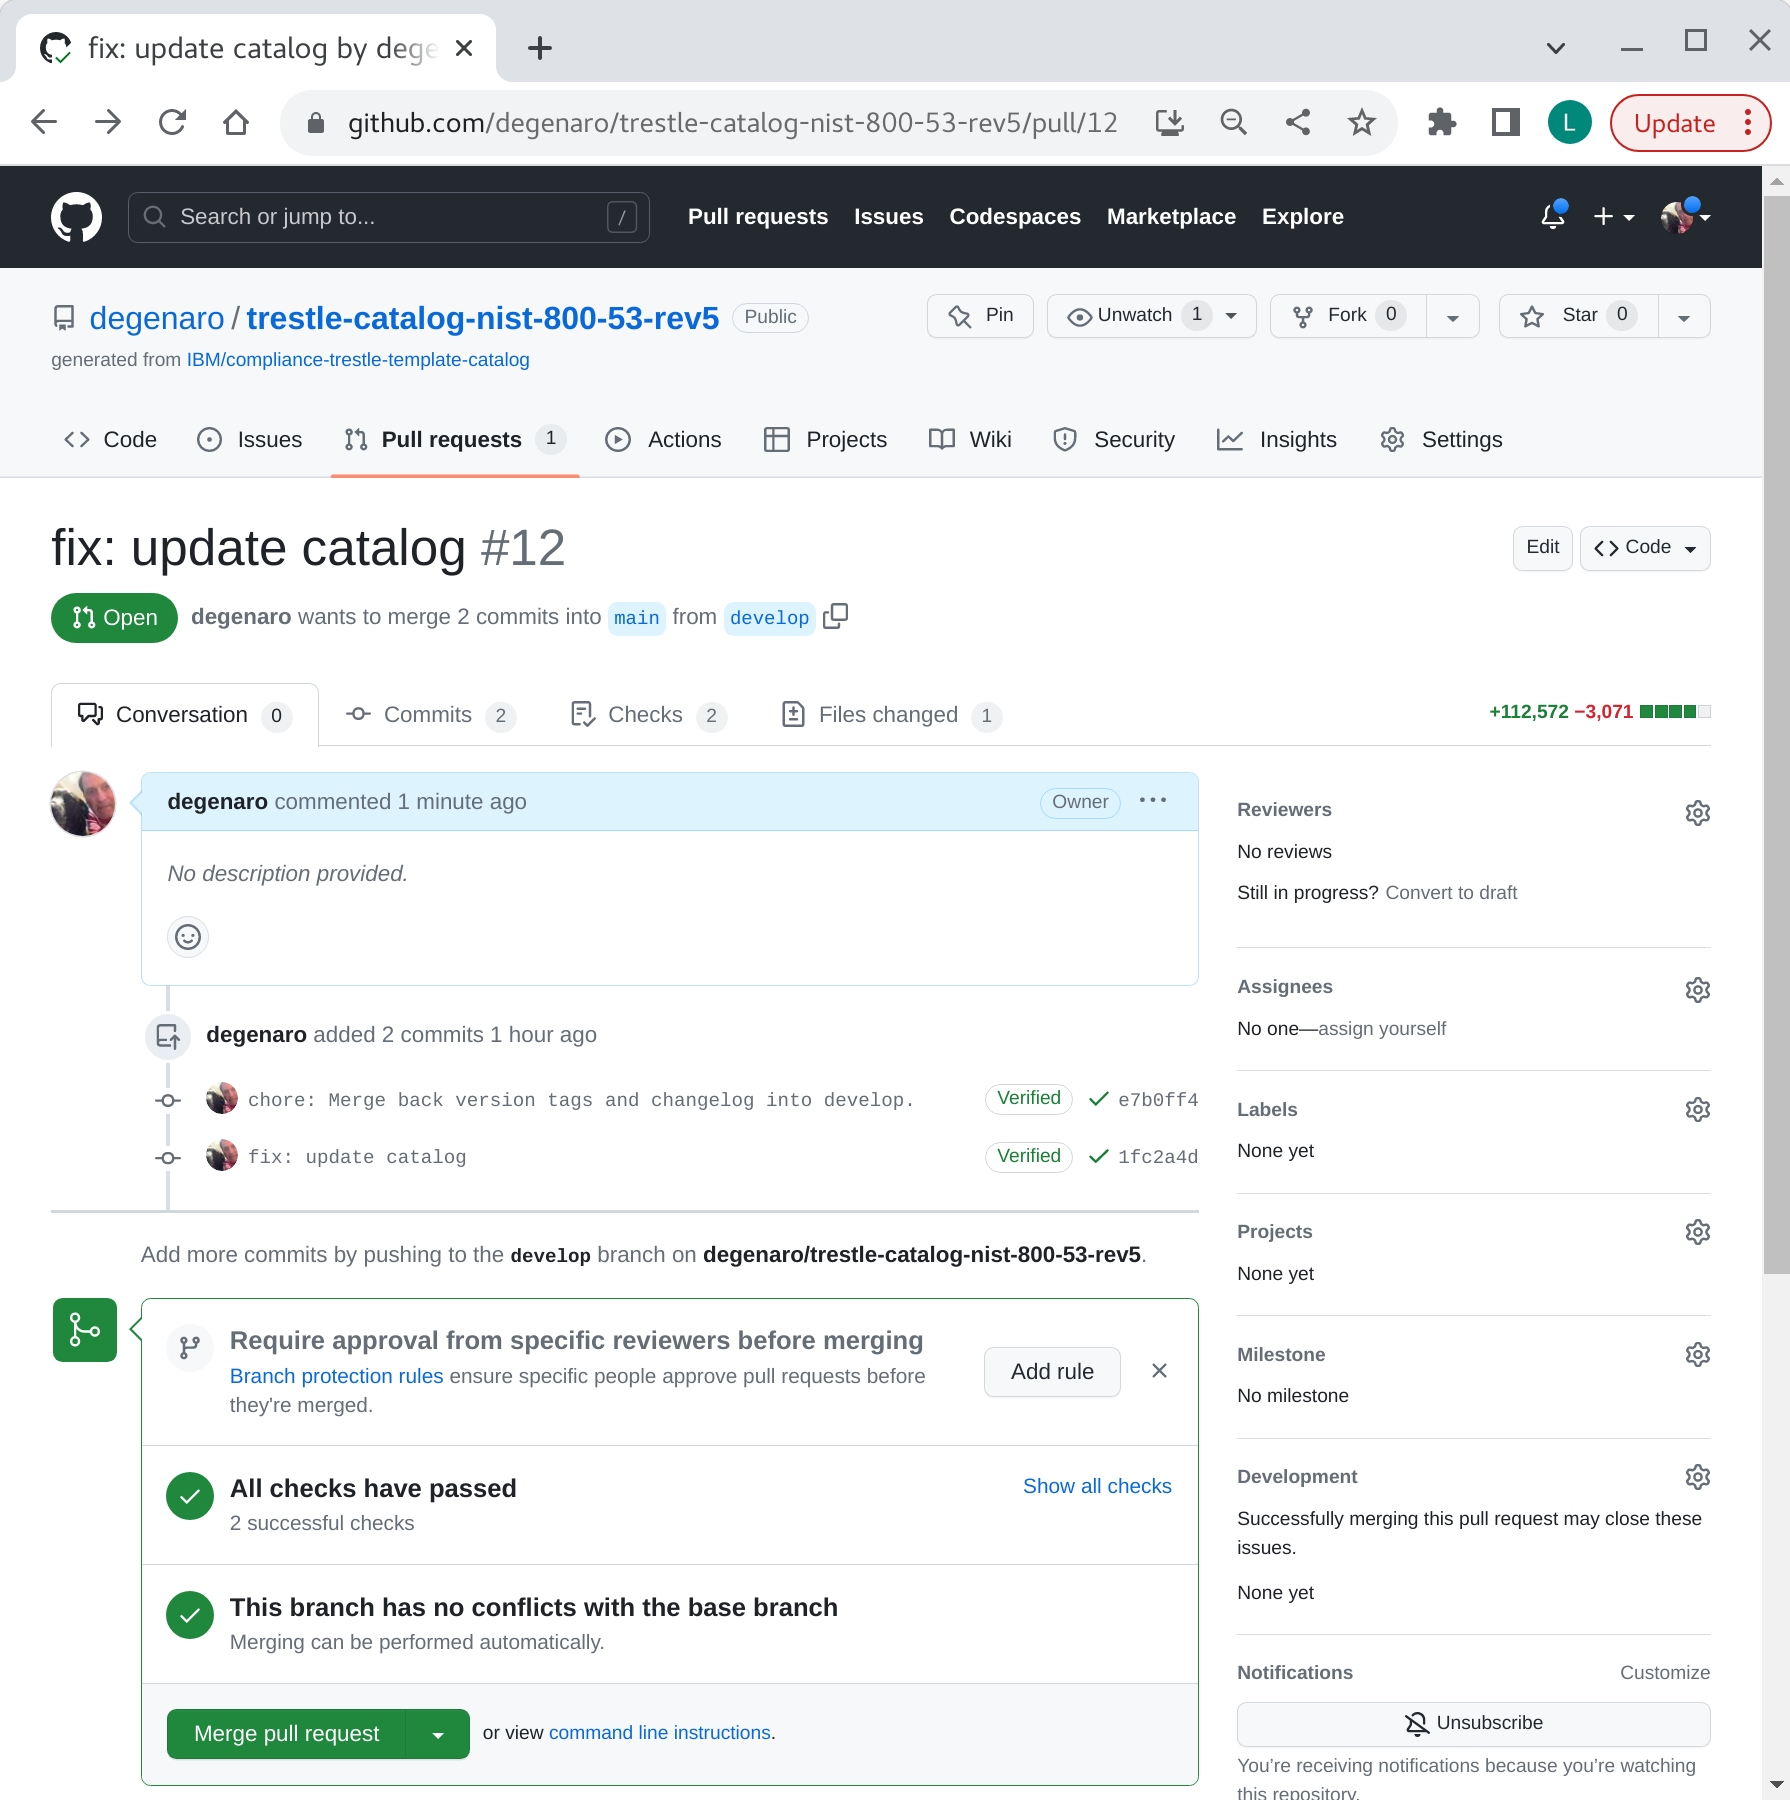 fix: update catalog by dege
github.com/degenaro/trestle-catalog-nist-800-53-rev5/pull/12
L
Update
Search or jump to...
/
Pull requests
Issues
Codespaces
Marketplace
Explore
degenaro / trestle-catalog-nist-800-53-rev5 Public
Pin
Unwatch 1
Fork 0
Star 0
generated from IBM/compliance-trestle-template-catalog
Code
Issues
Pull requests 1
Actions
Projects
Wiki
Security
Insights
Settings
fix: update catalog #12
Edit
Code
Open
degenaro wants to merge 2 commits into main from develop
Conversation 0
Commits 2
Checks 2
Files changed 1
+112,572 −3,071
degenaro commented 1 minute ago
Owner
No description provided.
degenaro added 2 commits 1 hour ago
chore: Merge back version tags and changelog into develop.
Verified
e7b0ff4
fix: update catalog
Verified
1fc2a4d
Add more commits by pushing to the develop branch on degenaro/trestle-catalog-nist-800-53-rev5.
Require approval from specific reviewers before merging
Branch protection rules ensure specific people approve pull requests before
they're merged.
Add rule
All checks have passed
2 successful checks
Show all checks
This branch has no conflicts with the base branch
Merging can be performed automatically.
Merge pull request
or view command line instructions.
Reviewers
No reviews
Still in progress? Convert to draft
Assignees
No one—assign yourself
Labels
None yet
Projects
None yet
Milestone
No milestone
Development
Successfully merging this pull request may close these
issues.
None yet
Notifications
Customize
Unsubscribe
You’re receiving notifications because you’re watching
this repository.